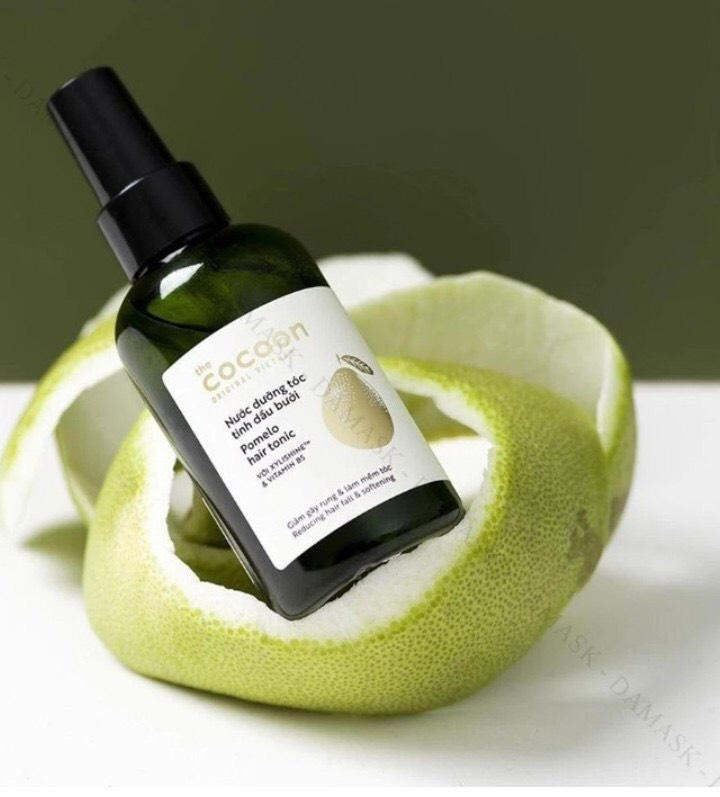 the
cocoon
ORIGINAL VIETNAM
Nước dưỡng tóc
tinh dầu bưởi
Pomelo
hair tonic
VỚI XYLISHINE™
& VITAMIN B5
Giảm gãy rụng & làm mềm tóc
Reducing hair fall & softening
DAMASK - DAMASK
DAMASK - DAMASK -